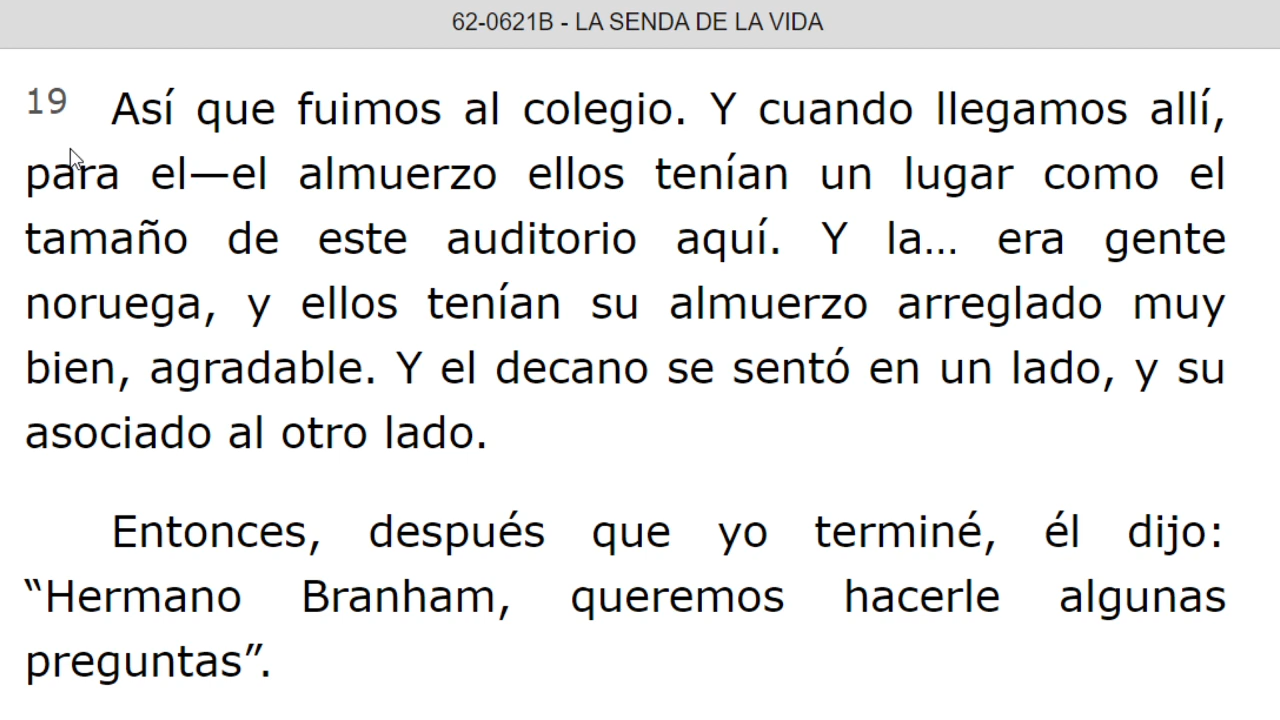 62-0621B - LA SENDA DE LA VIDA
19 Así que fuimos al colegio. Y cuando llegamos allí,
para el—el almuerzo ellos tenían un lugar como el
tamaño de este auditorio aquí. Y la… era gente
noruega, y ellos tenían su almuerzo arreglado muy
bien, agradable. Y el decano se sentó en un lado, y su
asociado al otro lado.
Entonces, después que yo terminé, él dijo:
“Hermano Branham, queremos hacerle algunas
preguntas”.